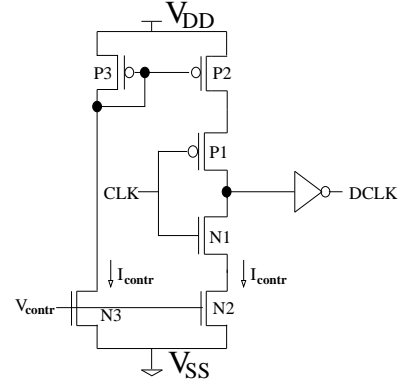 VDD
P3
P2
P1
CLK
DCLK
N1
Icontr
Icontr
Vcontr
N3
N2
VSS